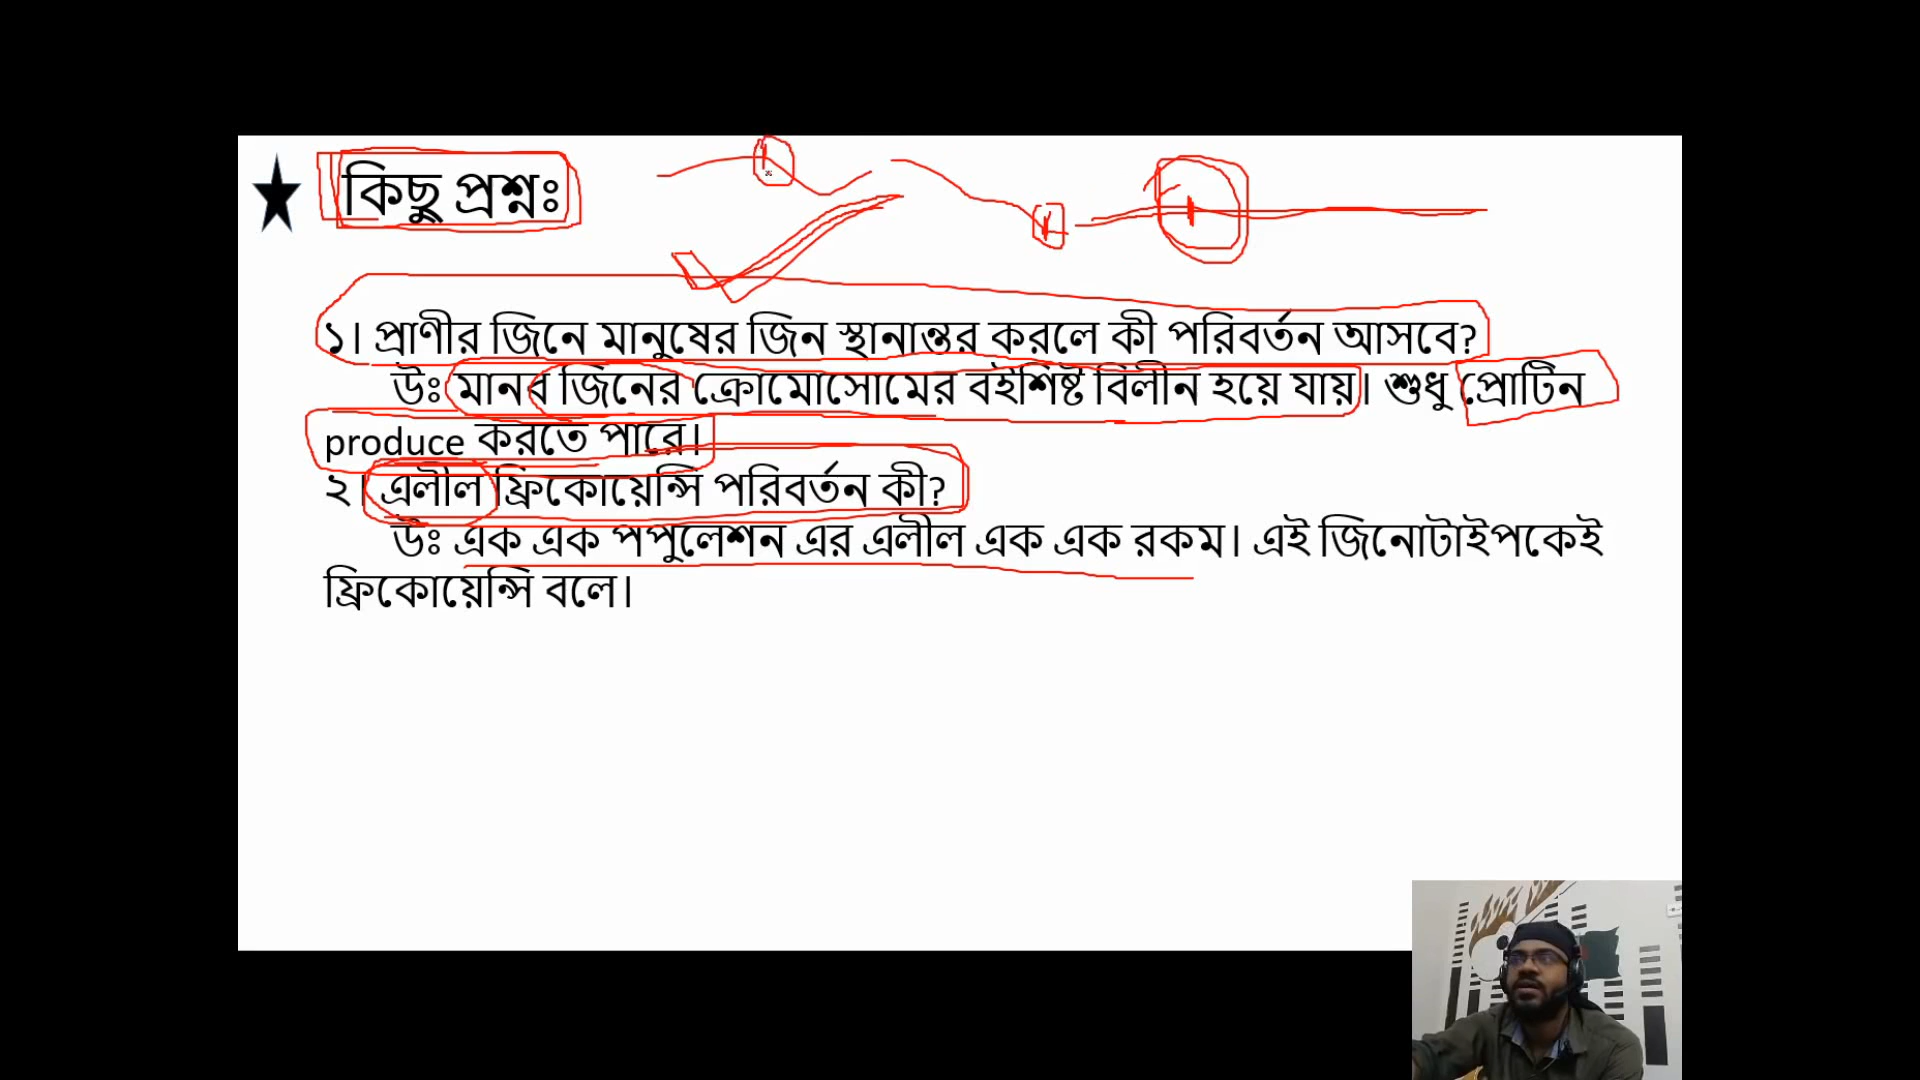 কিছু প্রশ্নঃ
১। প্রাণীর জিনে মানুষের জিন স্থানান্তর করলে কী পরিবর্তন আসবে?
উঃ মানব জিনের ক্রোমোসোমের বইশিষ্ট বিলীন হয়ে যায়। শুধু প্রোটিন
produce করতে পারে।
২। এলীল ফ্রিকোয়েন্সি পরিবর্তন কী?
উঃ এক এক পপুলেশন এর এলীল এক এক রকম। এই জিনোটাইপকেই
ফ্রিকোয়েন্সি বলে।